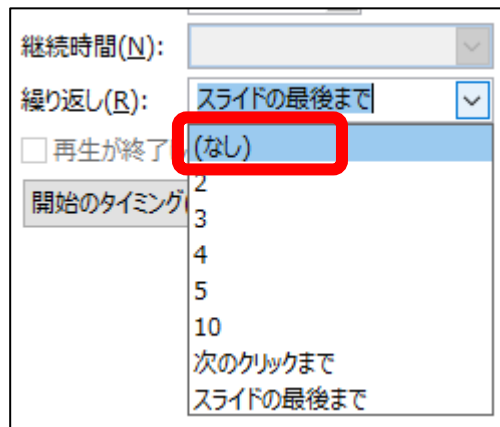 継続時間(N):
繰り返し(R): スライドの最後まで
再生が終了 (なし)
2
開始のタイミング(
3
4
5
10
次のクリックまで
スライドの最後まで